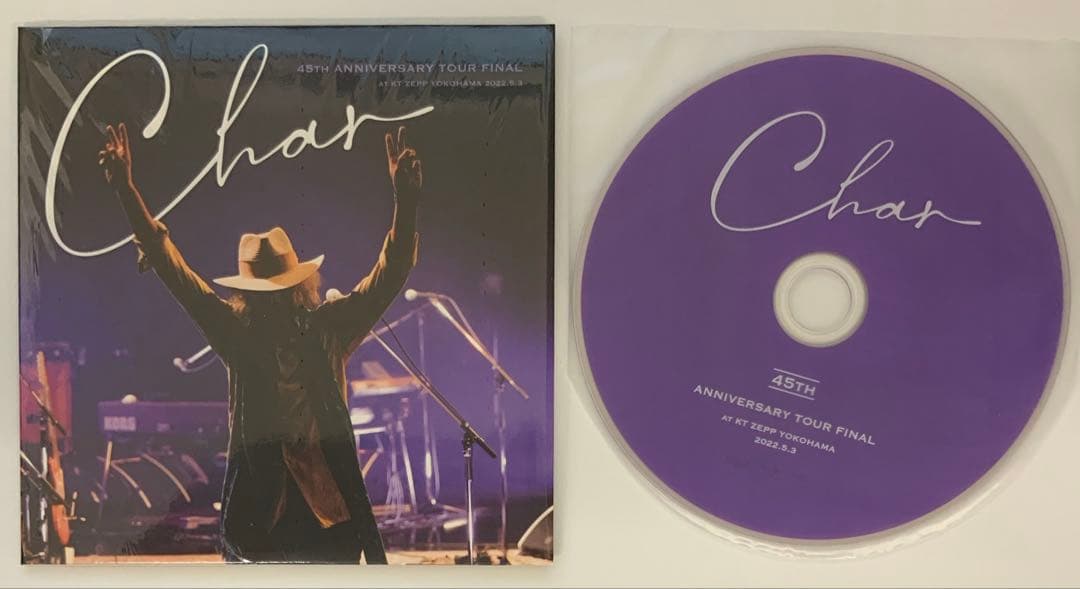 Char
45TH ANNIVERSARY TOUR FINAL
AT KT ZEPP YOKOHAMA 2022.5.3
KORG
Char
45TH
ANNIVERSARY TOUR FINAL
AT KT ZEPP YOKOHAMA
2022.5.3